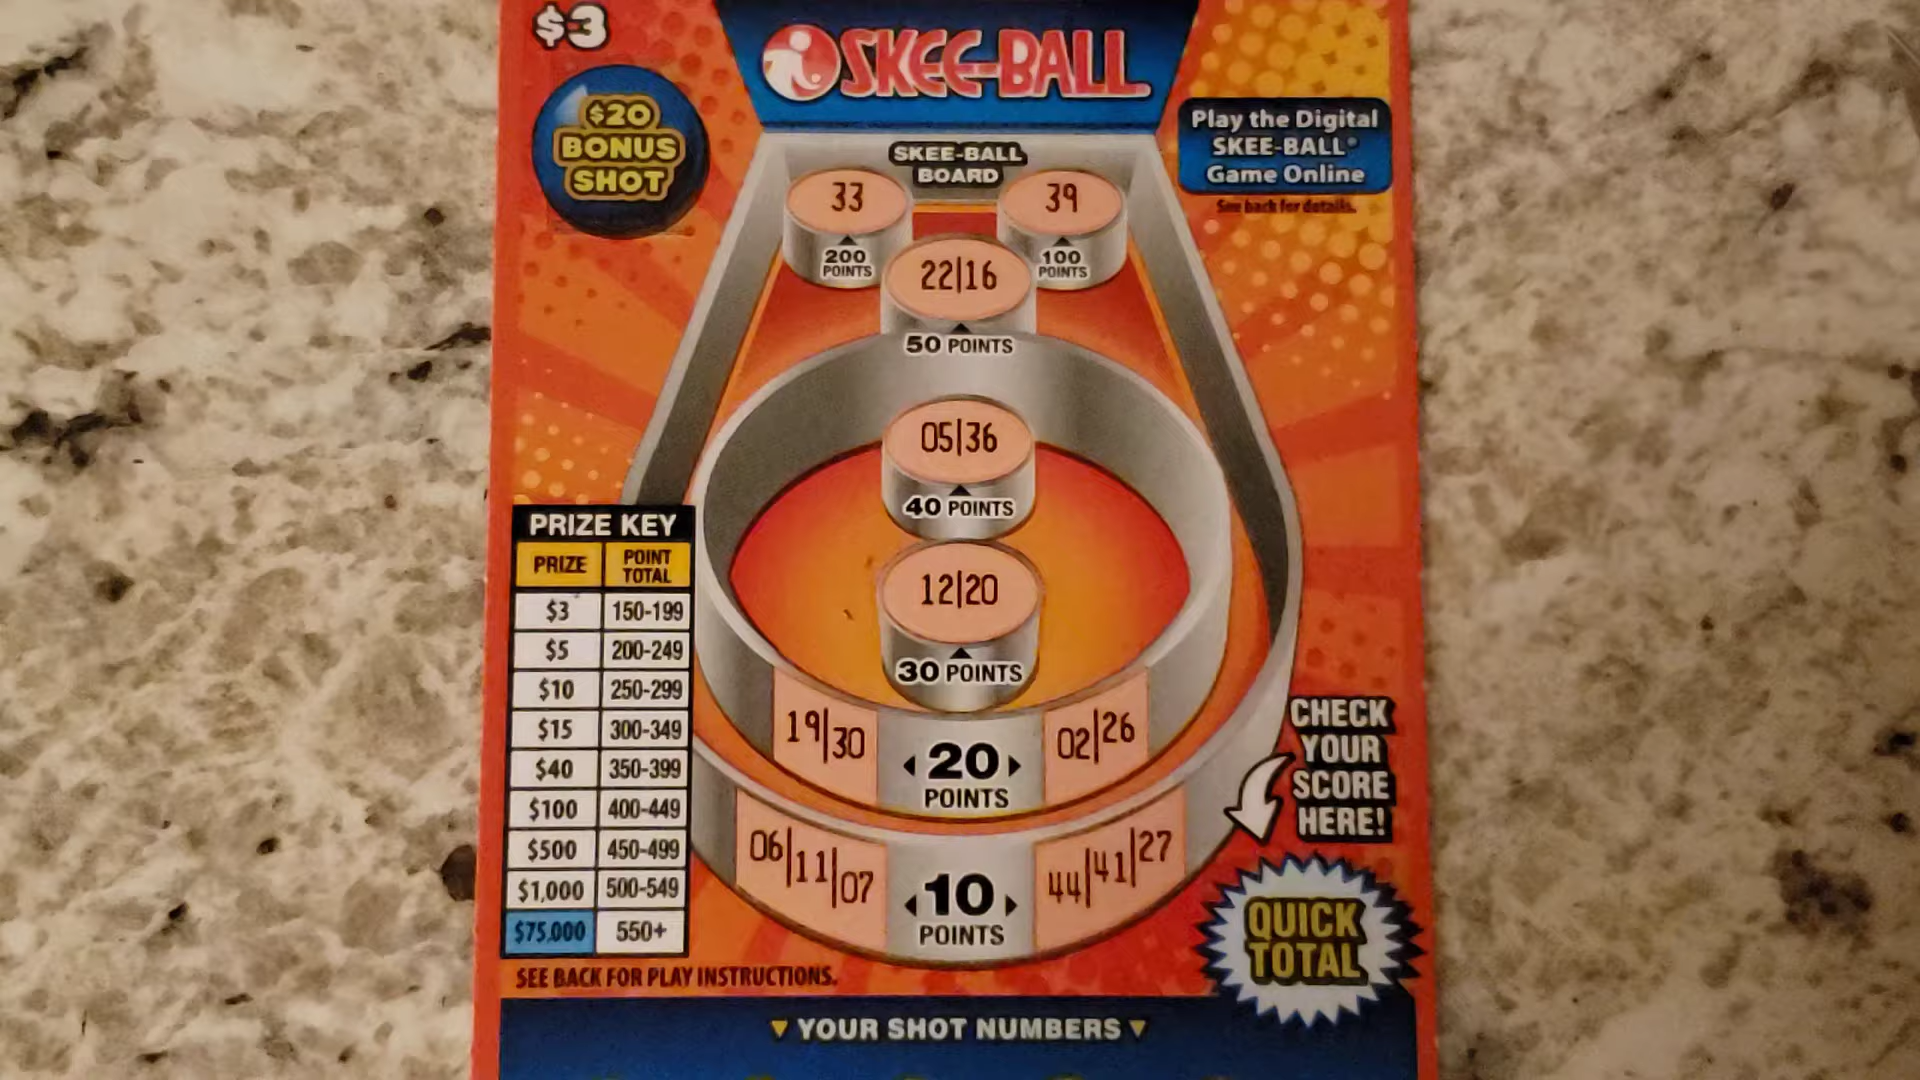 $3
SKEE-BALL
$20
BONUS
SHOT
Play the Digital
SKEE-BALL®
Game Online
See back for details.
SKEE-BALL
BOARD
33
39
200
POINTS
100
POINTS
22|16
50 POINTS
05|36
40 POINTS
12|20
30 POINTS
19|30
20
POINTS
02|26
06|11|07
10
POINTS
44|41|27
PRIZE KEY
PRIZE POINT TOTAL
$3 150-199
$5 200-249
$10 250-299
$15 300-349
$40 350-399
$100 400-449
$500 450-499
$1,000 500-549
$75,000 550+
CHECK
YOUR
SCORE
HERE!
QUICK
TOTAL
SEE BACK FOR PLAY INSTRUCTIONS.
YOUR SHOT NUMBERS